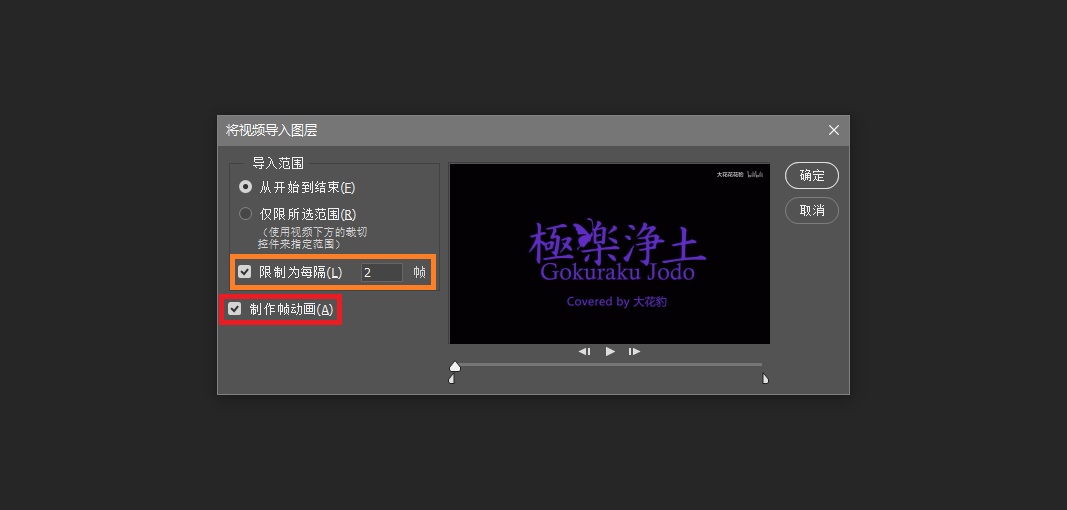 将视频导入图层
导入范围
从开始到结束(F)
仅限所选范围(R)
（使用视频下方的裁切
控件来指定范围）
限制为每隔(L) 2 帧
制作帧动画(A)
大花花花豹 bilibili
極楽浄土
Gokuraku Jodo
Covered by 大花豹
确定
取消